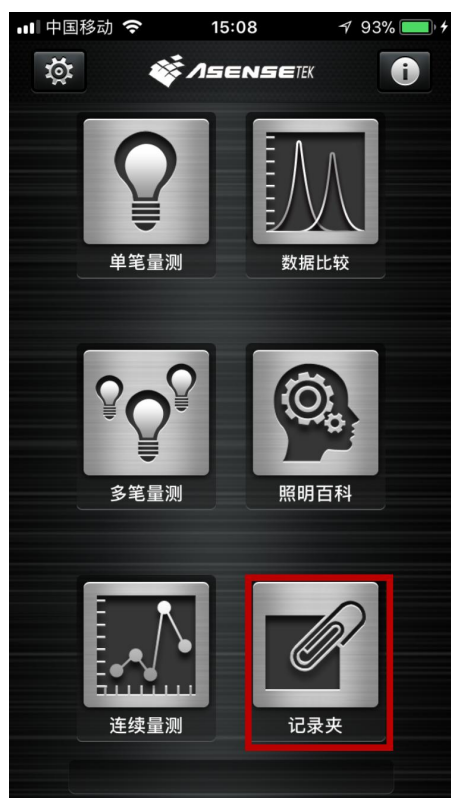 中国移动 15:08 93%
ASENSETEK
单笔量测 数据比较
多笔量测 照明百科
连续量测 记录夹